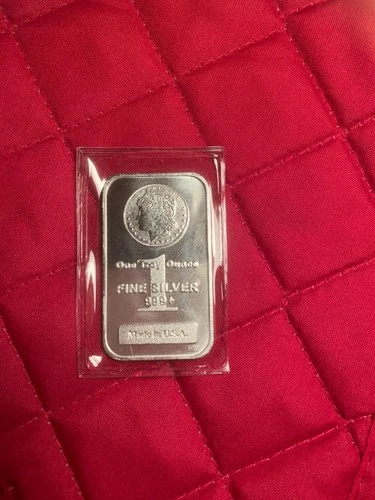 One Troy Ounce
1
FINE SILVER
999+
Made in U.S.A.